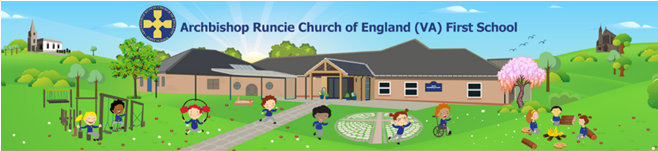 Archbishop Runcie Church of England (VA) First School